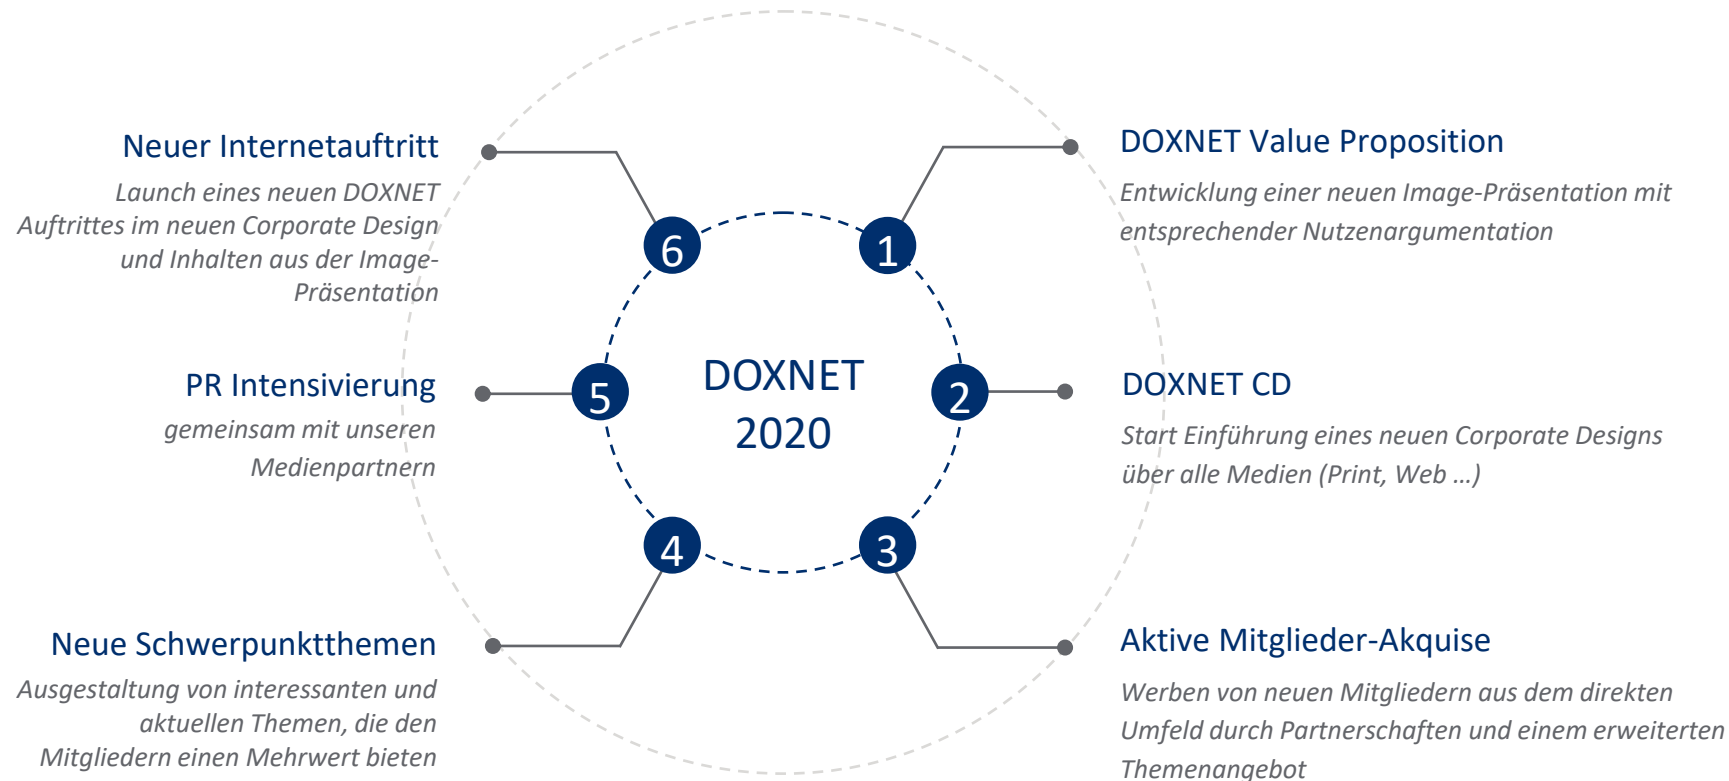 DOXNET
2020
1
DOXNET Value Proposition
Entwicklung einer neuen Image-Präsentation mit
entsprechender Nutzenargumentation
2
DOXNET CD
Start Einführung eines neuen Corporate Designs
über alle Medien (Print, Web …)
3
Aktive Mitglieder-Akquise
Werben von neuen Mitgliedern aus dem direkten
Umfeld durch Partnerschaften und einem erweiterten
Themenangebot
4
Neue Schwerpunktthemen
Ausgestaltung von interessanten und
aktuellen Themen, die den
Mitgliedern einen Mehrwert bieten
5
PR Intensivierung
gemeinsam mit unseren
Medienpartnern
6
Neuer Internetauftritt
Launch eines neuen DOXNET
Auftrittes im neuen Corporate Design
und Inhalten aus der Image-
Präsentation